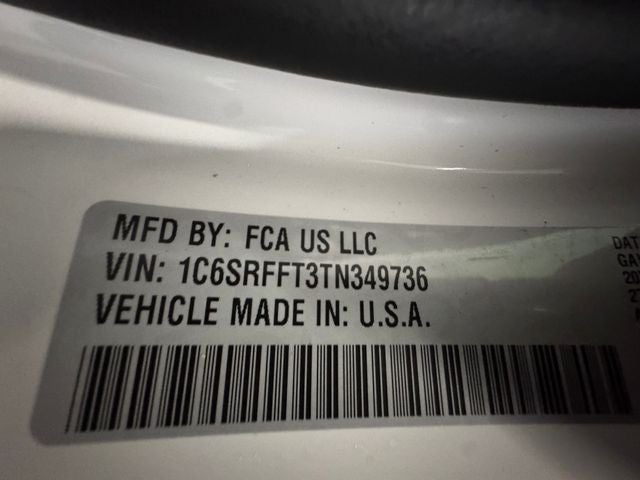 MFD BY: FCA US LLC
VIN: 1C6SRFFT3TN349736
VEHICLE MADE IN: U.S.A.